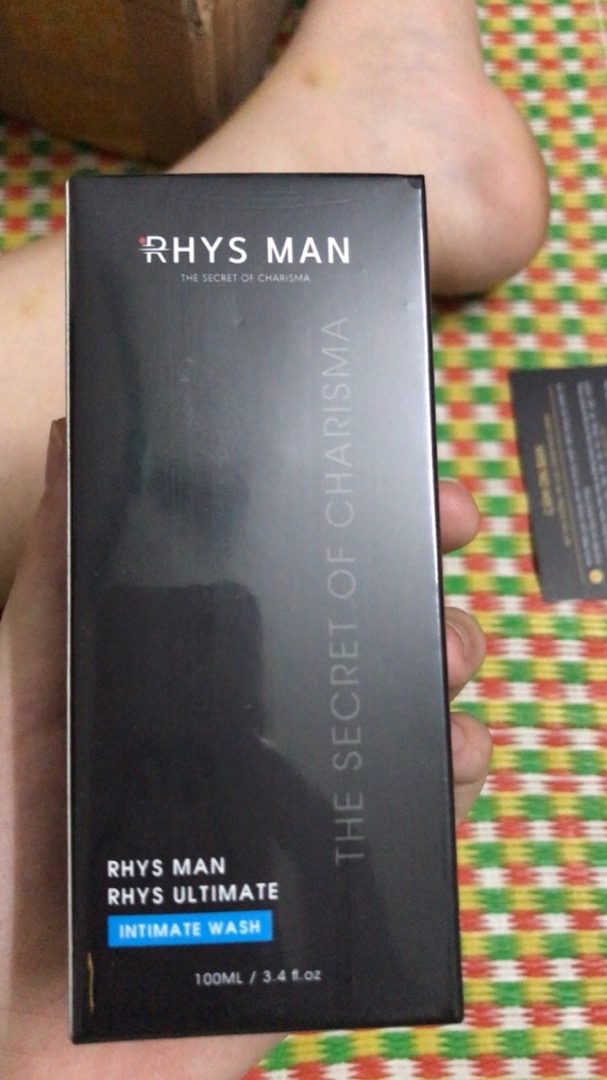 RHYS MAN
THE SECRET OF CHARISMA
THE SECRET OF CHARISMA
RHYS MAN
RHYS ULTIMATE
INTIMATE WASH
100ML / 3.4 fl.oz